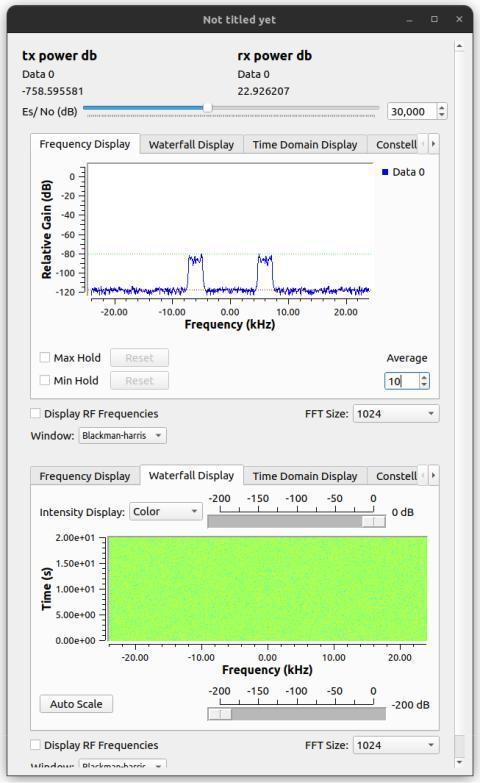 Not titled yet
tx power db rx power db
Data 0 Data 0
-758.595581 22.926207
Es/ No (dB) 30,000
Frequency Display Waterfall Display Time Domain Display Constell
Data 0
0
-20
-40
-60
-80
-100
-120
Relative Gain (dB)
-20.00 -10.00 0.00 10.00 20.00
Frequency (kHz)
Max Hold Reset Average
Min Hold Reset 10
Display RF Frequencies FFT Size: 1024
Window: Blackman-harris
Frequency Display Waterfall Display Time Domain Display Constell
-200 -150 -100 -50 0
Intensity Display: Color 0 dB
2.00e+01
1.50e+01
1.00e+01
5.00e+00
0.00e+00
Time (s)
-20.00 -10.00 0.00 10.00 20.00
Frequency (kHz)
-200 -150 -100 -50 0
Auto Scale -200 dB
Display RF Frequencies FFT Size: 1024
Window: Blackman-harris